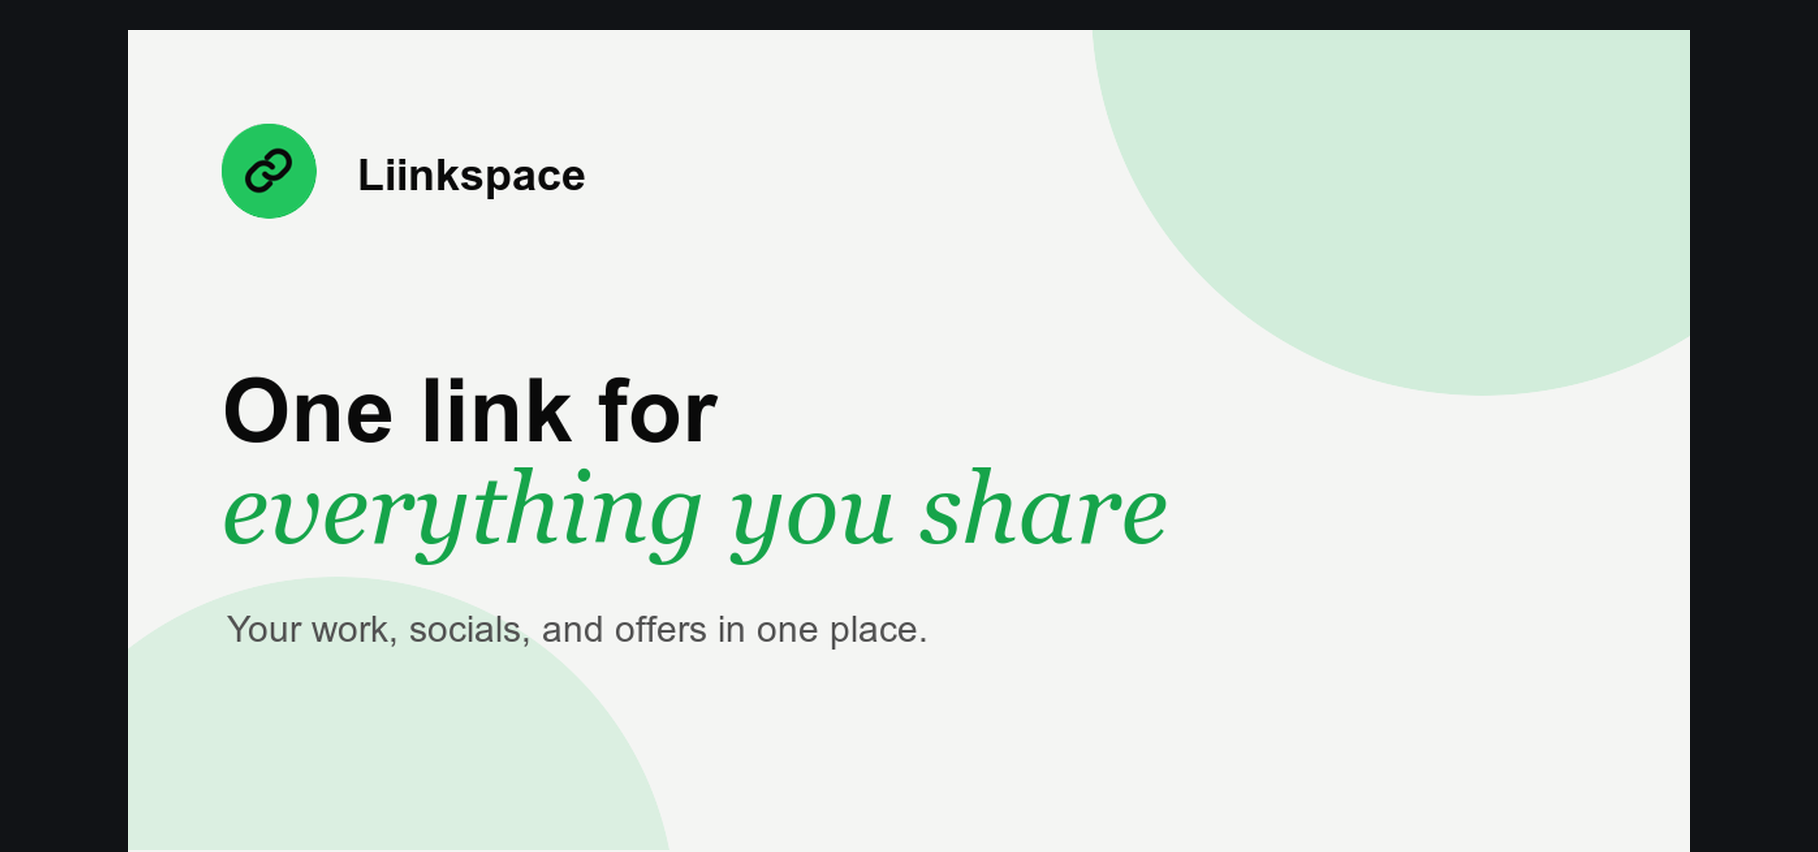 Liinkspace
One link for
everything you share
Your work, socials, and offers in one place.